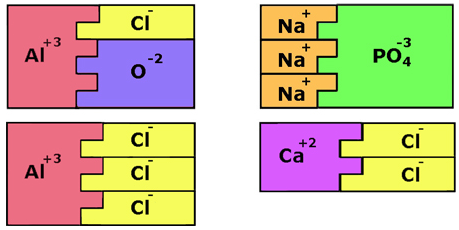 Al+3
Cl-
O-2
Na+
Na+
Na+
PO4-3
Al+3
Cl-
Cl-
Cl-
Ca+2
Cl-
Cl-